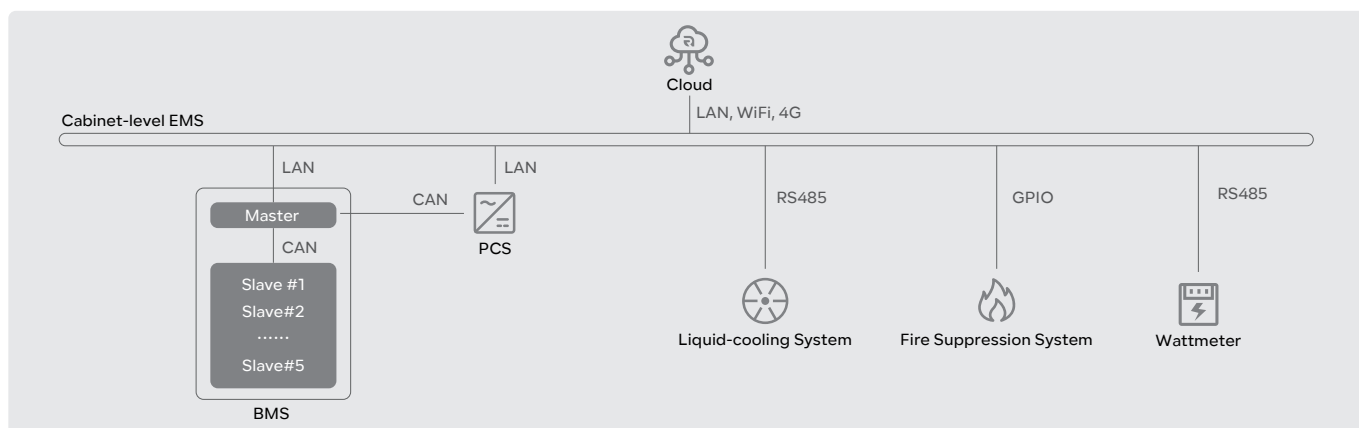 Cloud
LAN, WiFi, 4G
Cabinet-level EMS
LAN
LAN
RS485
GPIO
RS485
CAN
Master
PCS
CAN
Slave #1
Slave#2
......
Slave#5
Liquid-cooling System
Fire Suppression System
Wattmeter
BMS